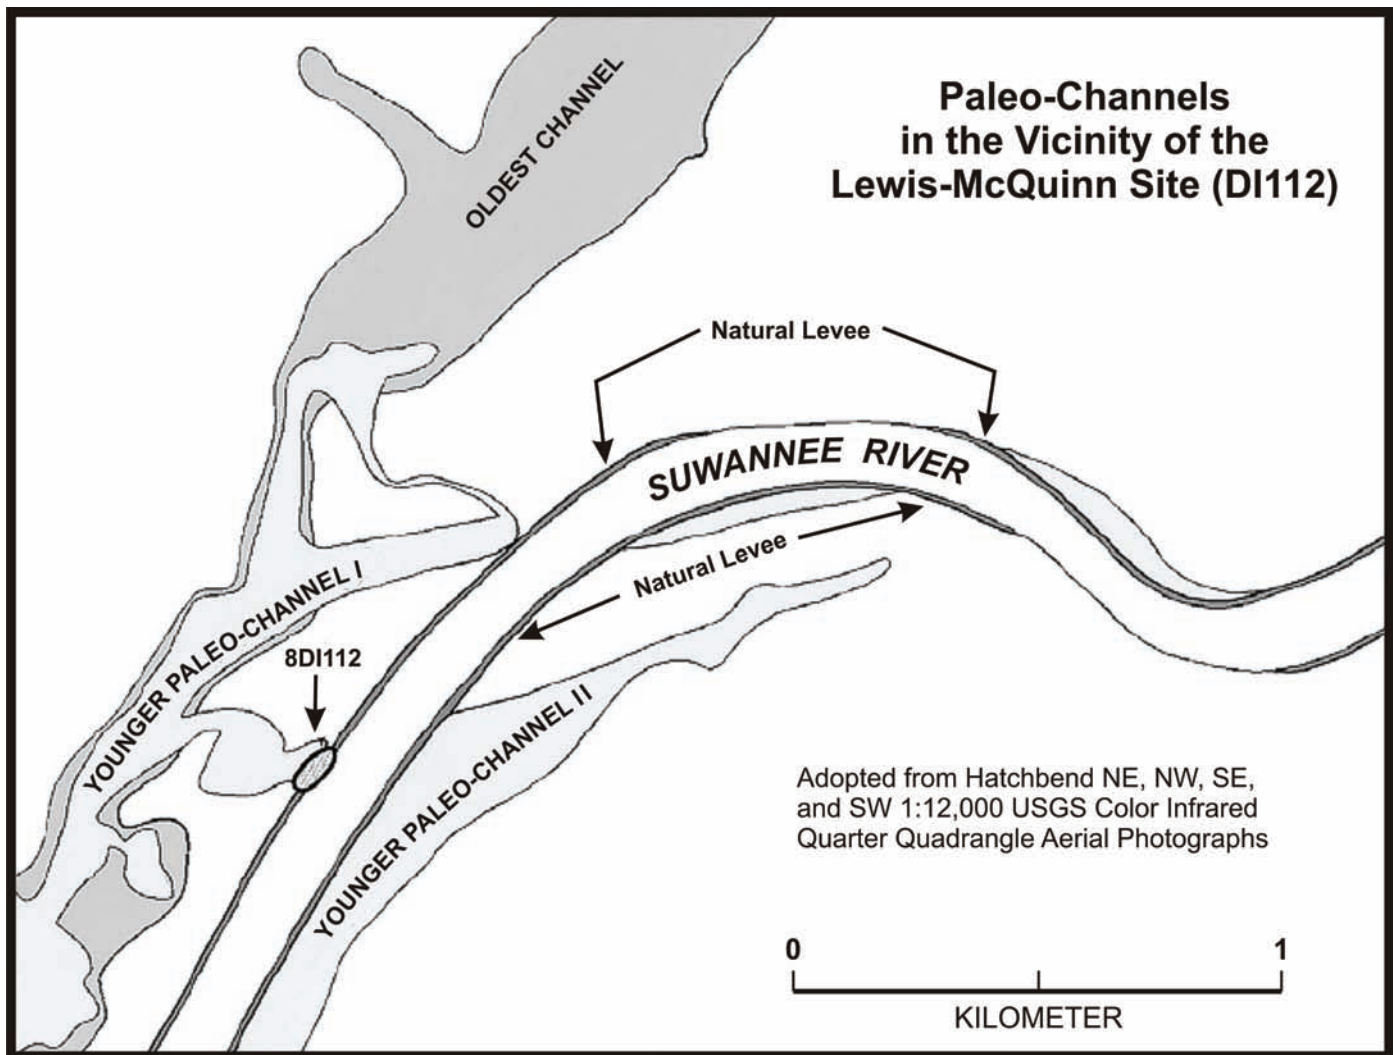 Paleo-Channels
in the Vicinity of the
Lewis-McQuinn Site (DI112)
OLDEST CHANNEL
Natural Levee
SUWANNEE RIVER
Natural Levee
YOUNGER PALEO-CHANNEL I
8DI112
YOUNGER PALEO-CHANNEL II
Adopted from Hatchbend NE, NW, SE,
and SW 1:12,000 USGS Color Infrared
Quarter Quadrangle Aerial Photographs
0 1
KILOMETER